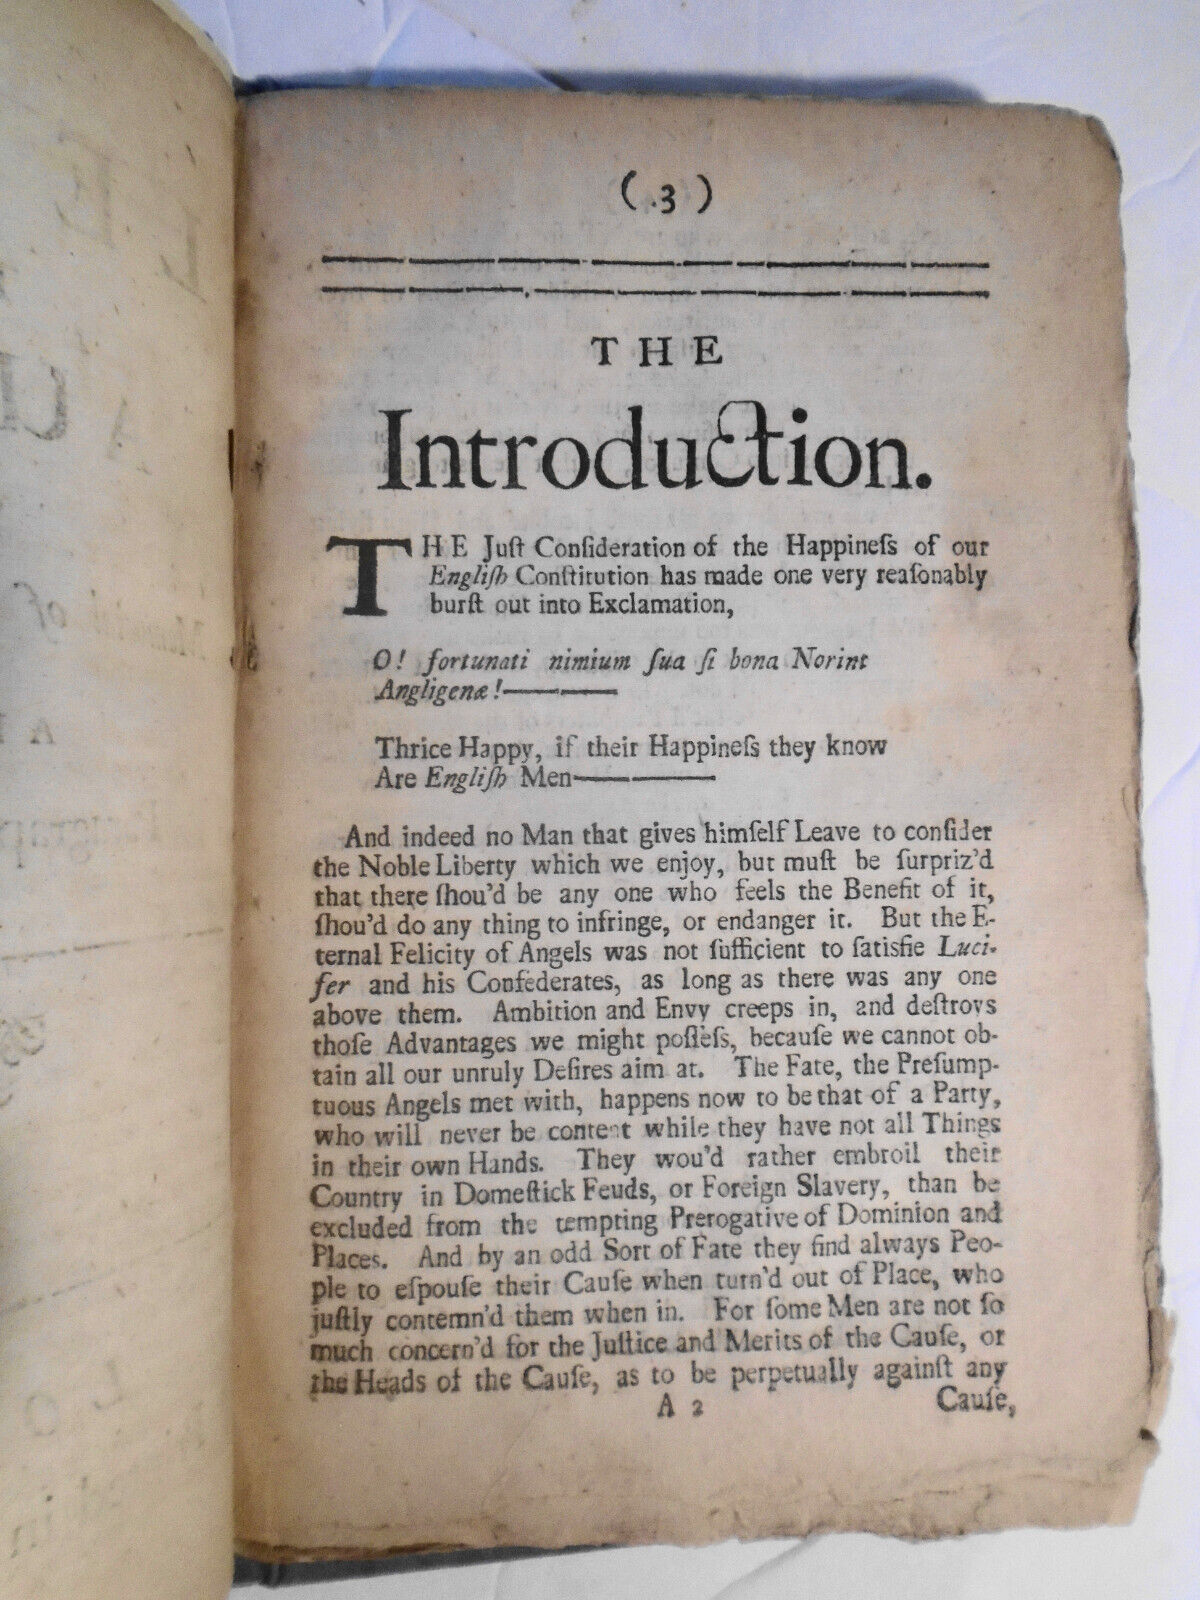 ( 3 )
THE
Introduction.
THE Juſt Conſideration of the Happineſs of our
Engliſh Conſtitution has made one very reaſonably
burſt out into Exclamation,
O! fortunati nimium ſua ſi bona Norint
Angligenæ!———
Thrice Happy, if their Happineſs they know
Are Engliſh Men———
And indeed no Man that gives himſelf Leave to conſider
the Noble Liberty which we enjoy, but muſt be ſurpriz'd
that there ſhou'd be any one who feels the Benefit of it,
ſhou'd do any thing to infringe, or endanger it. But the E-
ternal Felicity of Angels was not ſufficient to ſatisfie Luci-
fer and his Confederates, as long as there was any one
above them. Ambition and Envy creeps in, and deſtroys
thoſe Advantages we might poſſeſs, becauſe we cannot ob-
tain all our unruly Deſires aim at. The Fate, the Preſump-
tuous Angels met with, happens now to be that of a Party,
who will never be content while they have not all Things
in their own Hands. They wou'd rather embroil their
Country in Domeſtick Feuds, or Foreign Slavery, than be
excluded from the tempting Prerogative of Dominion and
Places. And by an odd Sort of Fate they find always Peo-
ple to eſpouſe their Cauſe when turn'd out of Place, who
juſtly contemn'd them when in. For ſome Men are not ſo
much concern'd for the Juſtice and Merits of the Cauſe, or
the Heads of the Cauſe, as to be perpetually againſt any
A 2 Cauſe,